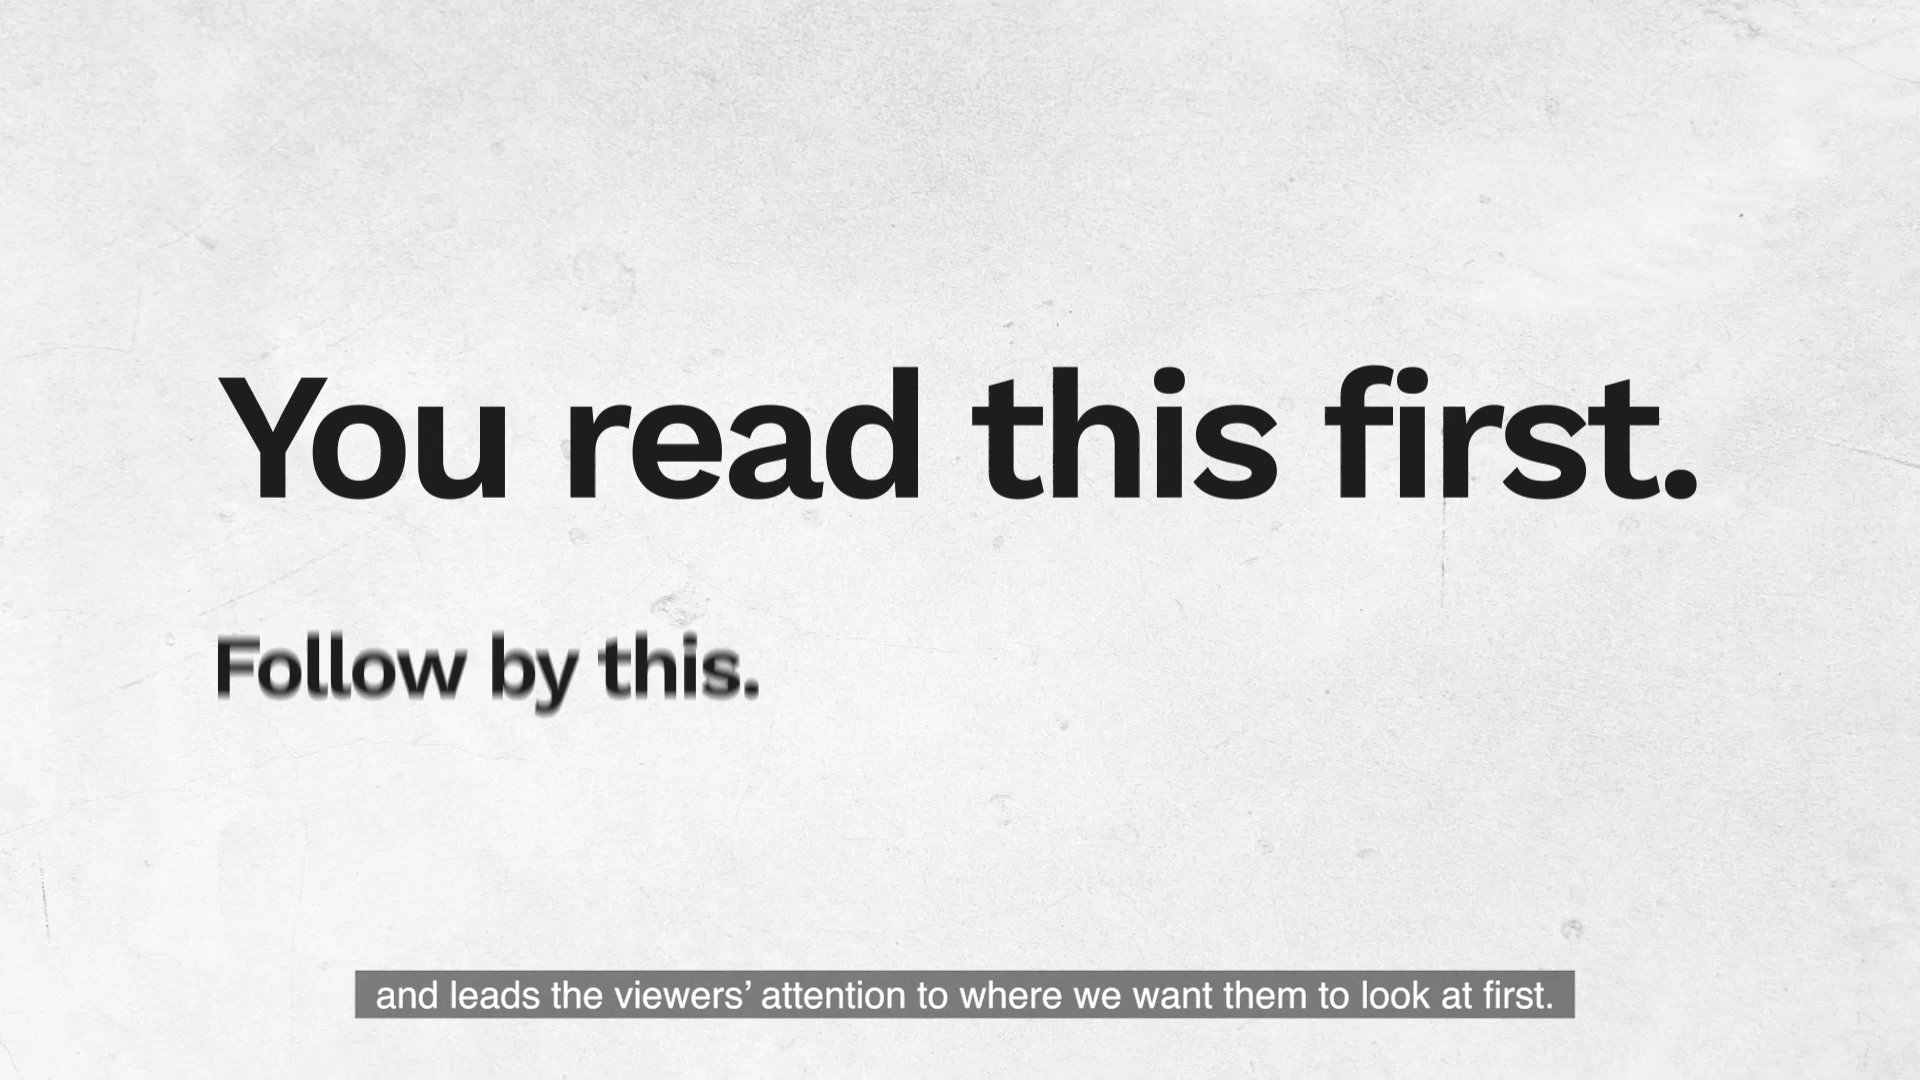 You read this first.
Follow by this.
and leads the viewers’ attention to where we want them to look at first.